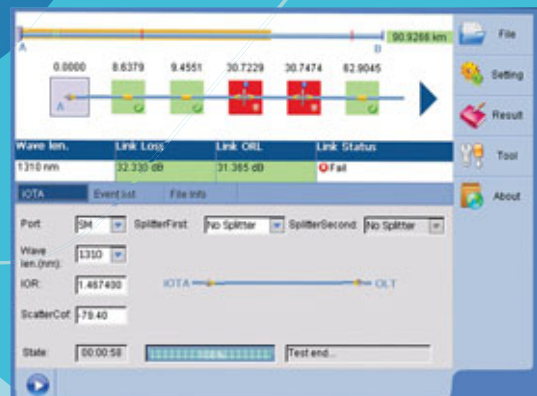 A
B
90.9266 km
File
0.0000 8.6379 9.4551 30.7229 30.7474 62.9045
A
Setting
Result
Wave len. Link Loss Link ORL Link Status
1310 nm 32.330 dB 31.365 dB Fail
Tool
iOTA Event list File Info
About
Port SM SplitterFirst No Splitter SplitterSecond No Splitter
Wave
len.(nm): 1310
IOR: 1.467400 IOTA OLT
ScatterCof: -79.40
State 00:00:58 Test end...